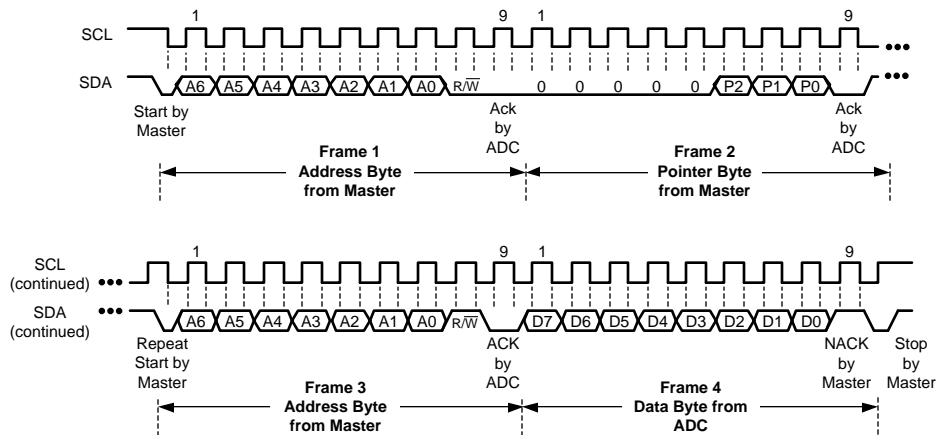 1 9 1 9
SCL
SDA A6 A5 A4 A3 A2 A1 A0 R/W 0 0 0 0 0 P2 P1 P0
Start by
Master
Ack
by
ADC
Ack
by
ADC
Frame 1
Address Byte
from Master
Frame 2
Pointer Byte
from Master
1 9 1 9
SCL
(continued)
SDA
(continued)
A6 A5 A4 A3 A2 A1 A0 R/W D7 D6 D5 D4 D3 D2 D1 D0
Repeat
Start by
Master
ACK
by
ADC
NACK
by
Master
Stop
by
Master
Frame 3
Address Byte
from Master
Frame 4
Data Byte from
ADC